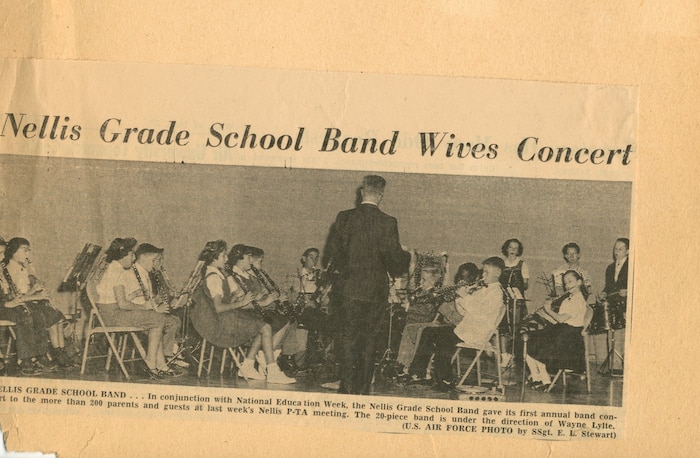 Nellis Grade School Band Wives Concert
ELLIS GRADE SCHOOL BAND . . . In conjunction with National Education Week, the Nellis Grade School Band gave its first annual band con-
rt to the more than 200 parents and guests at last week's Nellis P-TA meeting. The 20-piece band is under the direction of Wayne Lylte.
(U.S. AIR FORCE PHOTO by SSgt. E. L. Stewart)